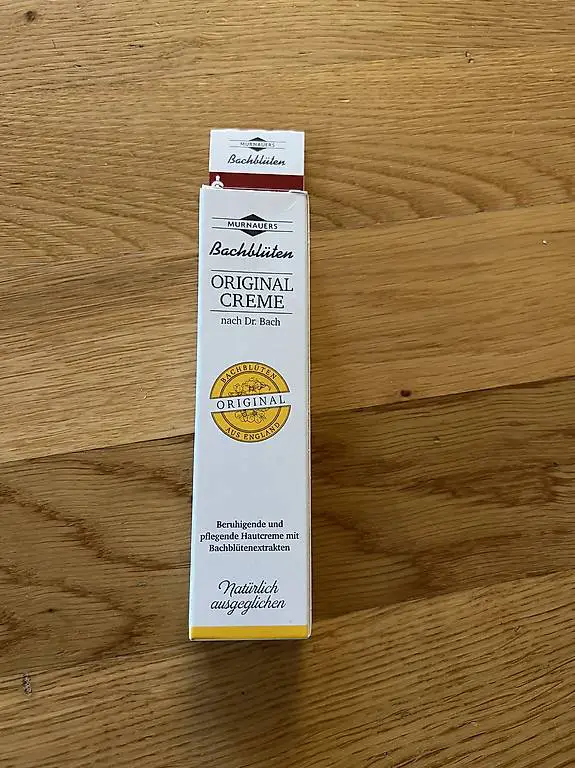 MURNAUERS
Bachblüten
MURNAUERS
Bachblüten
ORIGINAL
CREME
nach Dr. Bach
BACHBLÜTEN
ORIGINAL
AUS ENGLAND
Beruhigende und
pflegende Hautcreme mit
Bachblütenextrakten
Natürlich
ausgeglichen